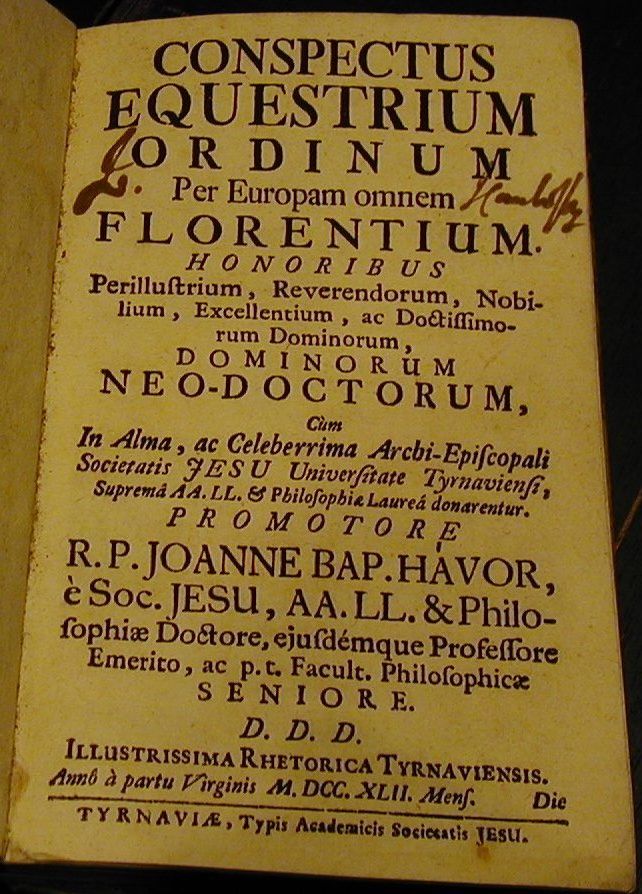 CONSPECTUS
EQUESTRIUM
ORDINUM
Per Europam omnem
FLORENTIUM.
HONORIBUS
Perillustrium, Reverendorum, Nobi-
lium, Excellentium, ac Doctiſſimo-
rum Dominorum,
DOMINORUM
NEO-DOCTORUM,
Cùm
In Alma, ac Celeberrima Archi-Epiſcopali
Societatis JESU Univerſitate Tyrnavienſi,
Supremâ AA. LL. & Philoſophiæ Laureâ donarentur.
PROMOTORE
R. P. JOANNE BAP. HÁVOR,
è Soc. JESU, AA. LL. & Philo-
ſophiæ Doctore, ejuſdémque Profeſſore
Emerito, ac p. t. Facult. Philoſophicæ
SENIORE.
D. D. D.
ILLUSTRISSIMA RHETORICA TYRNAVIENSIS.
Annô à partu Virginis M. DCC. XLII. Menſ. Die
TYRNAVIÆ, Typis Academicis Societatis JESU.